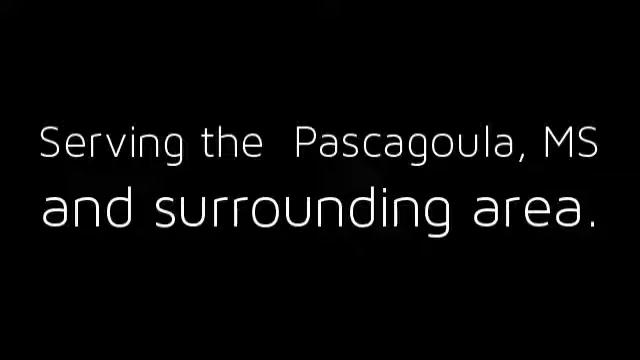 Serving the  Pascagoula, MS
and surrounding area.